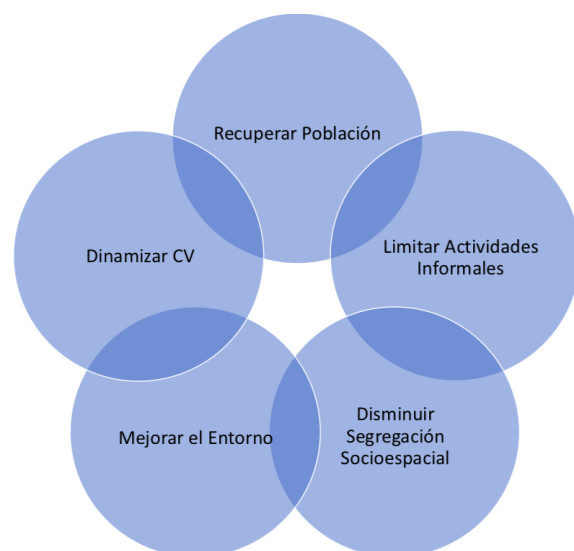 Recuperar Población
Limitar Actividades
Informales
Disminuir
Segregación
Socioespacial
Mejorar el Entorno
Dinamizar CV